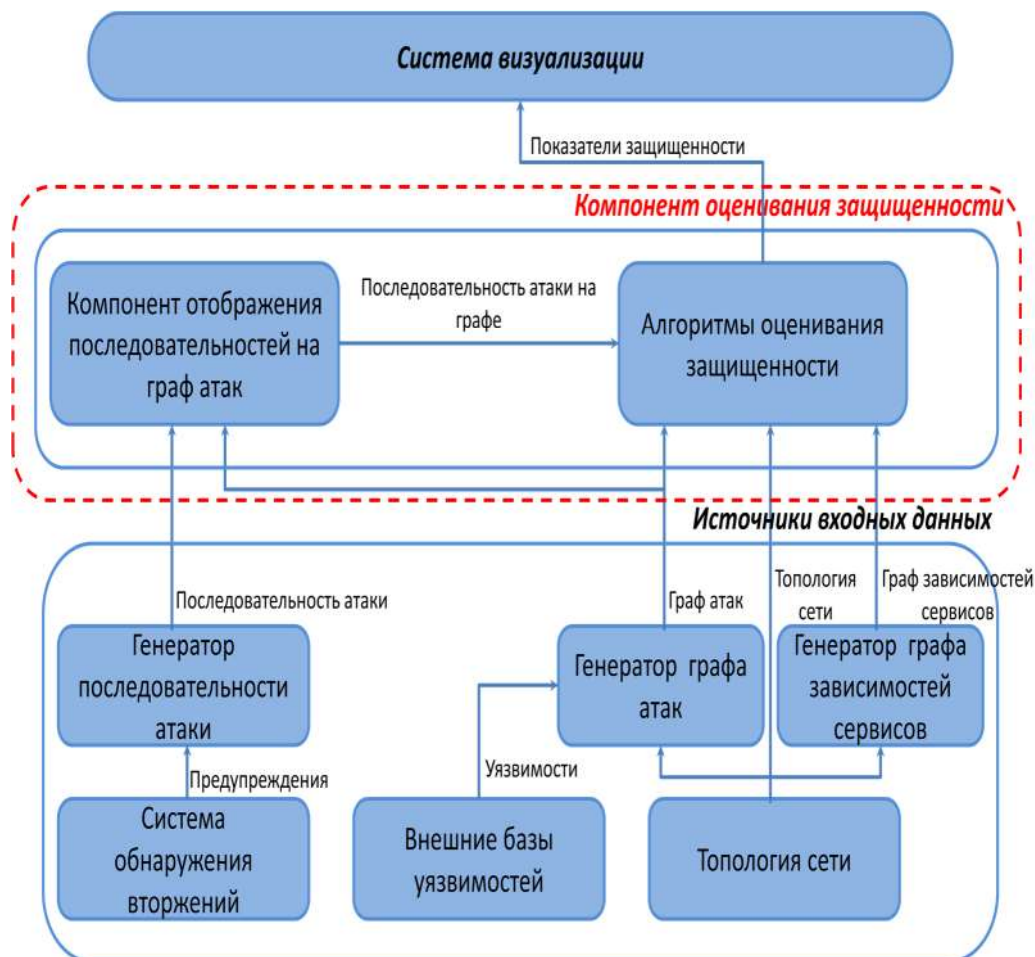 Система визуализации
Показатели защищенности
Компонент оценивания защищенности
Компонент отображения
последовательностей на
граф атак
Последовательность атаки на
графе
Алгоритмы оценивания
защищенности
Источники входных данных
Последовательность атаки
Граф атак
Топология
сети
Граф зависимостей
сервисов
Генератор
последовательности
атаки
Генератор графа
атак
Генератор графа
зависимостей
сервисов
Предупреждения
Уязвимости
Система
обнаружения
вторжений
Внешние базы
уязвимостей
Топология сети